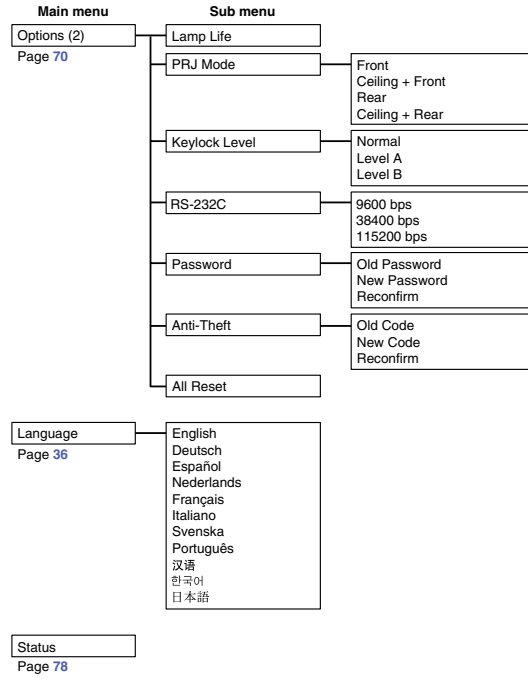 Main menu
Sub menu
Options (2)
Page 70
Lamp Life
PRJ Mode
Front
Ceiling + Front
Rear
Ceiling + Rear
Keylock Level
Normal
Level A
Level B
RS-232C
9600 bps
38400 bps
115200 bps
Password
Old Password
New Password
Reconfirm
Anti-Theft
Old Code
New Code
Reconfirm
All Reset
Language
Page 36
English
Deutsch
Español
Nederlands
Français
Italiano
Svenska
Português
汉语
한국어
日本語
Status
Page 78